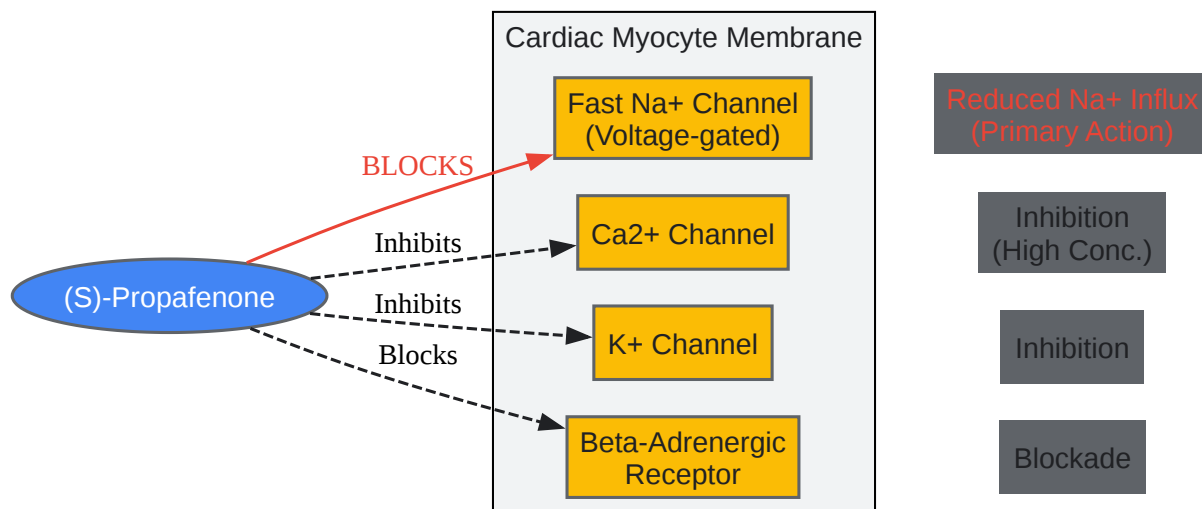 Cardiac Myocyte Membrane
Fast Na+ Channel
(Voltage-gated)
Reduced Na+ Influx
(Primary Action)
BLOCKS
Ca2+ Channel
Inhibition
(High Conc.)
Inhibits
(S)-Propafenone
Inhibits
K+ Channel
Inhibition
Blocks
Beta-Adrenergic
Receptor
Blockade